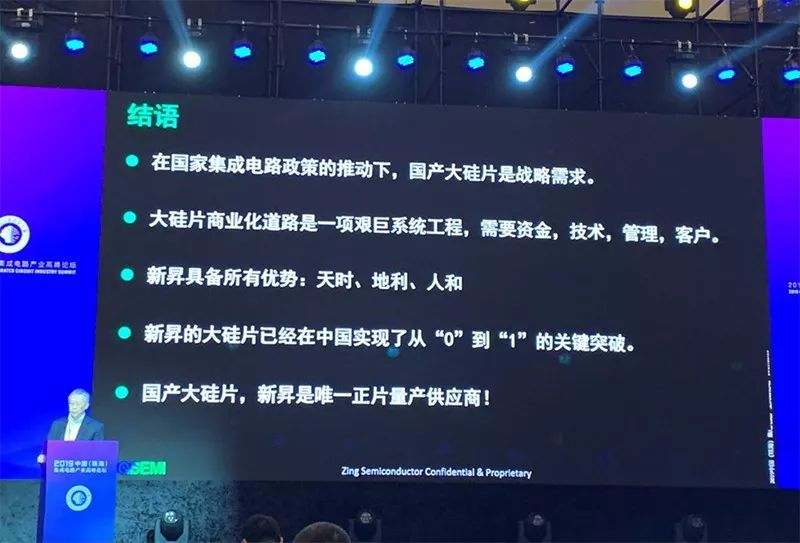 结语
在国家集成电路政策的推动下，国产大硅片是战略需求。
大硅片商业化道路是一项艰巨系统工程，需要资金，技术，管理，客户。
新昇具备所有优势：天时、地利、人和
新昇的大硅片已经在中国实现了从“0”到“1”的关键突破。
国产大硅片，新昇是唯一正片量产供应商！
Zing Semiconductor Confidential & Proprietary
集成电路产业高峰论坛
RATED CIRCUIT INDUSTRY SUMMIT
2019中国（珠海）
集成电路产业高峰论坛
SEMI
201